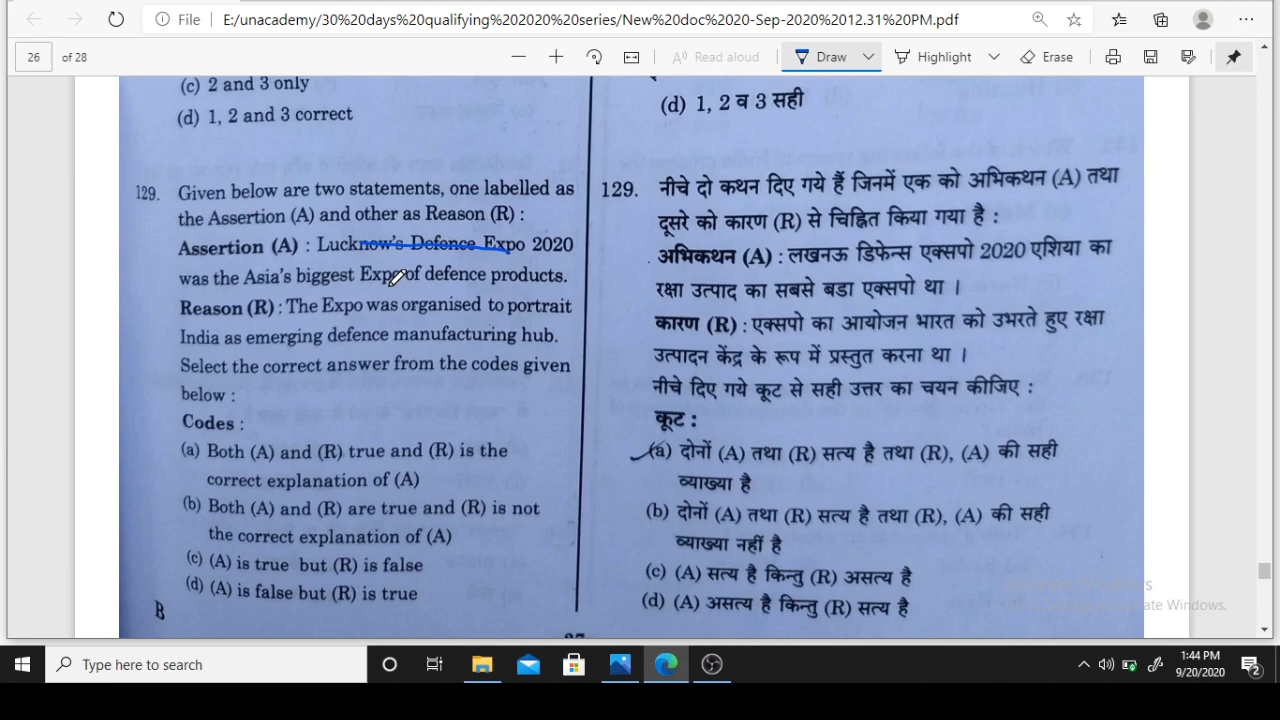 File
E:/unacademy/30%20days%20qualifying%202020%20series/New%20doc%2020-Sep-2020%2012.31%20PM.pdf
26 of 28
Read aloud
Draw
Highlight
Erase
(c) 2 and 3 only
(d) 1, 2 and 3 correct
129. Given below are two statements, one labelled as
the Assertion (A) and other as Reason (R) :
Assertion (A) : Lucknow's Defence Expo 2020
was the Asia's biggest Expo of defence products.
Reason (R) : The Expo was organised to portrait
India as emerging defence manufacturing hub.
Select the correct answer from the codes given
below :
Codes :
(a) Both (A) and (R) true and (R) is the
correct explanation of (A)
(b) Both (A) and (R) are true and (R) is not
the correct explanation of (A)
(c) (A) is true but (R) is false
(d) (A) is false but (R) is true
B
(d) 1, 2 व 3 सही
129. नीचे दो कथन दिए गये हैं जिनमें एक को अभिकथन (A) तथा
दूसरे को कारण (R) से चिह्नित किया गया है :
अभिकथन (A) : लखनऊ डिफेन्स एक्सपो 2020 एशिया का
रक्षा उत्पाद का सबसे बडा एक्सपो था ।
कारण (R) : एक्सपो का आयोजन भारत को उभरते हुए रक्षा
उत्पादन केंद्र के रूप में प्रस्तुत करना था ।
नीचे दिए गये कूट से सही उत्तर का चयन कीजिए :
कूट :
(a) दोनों (A) तथा (R) सत्य है तथा (R), (A) की सही
व्याख्या है
(b) दोनों (A) तथा (R) सत्य है तथा (R), (A) की सही
व्याख्या नहीं है
(c) (A) सत्य है किन्तु (R) असत्य है
(d) (A) असत्य है किन्तु (R) सत्य है
ate Windows.
Type here to search
1:44 PM
9/20/2020
2